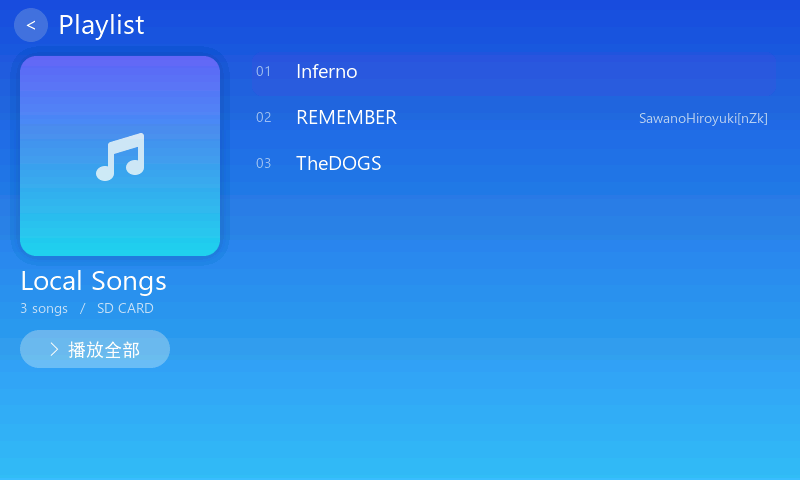 < Playlist
01 Inferno
02 REMEMBER SawanoHiroyuki[nZk]
03 TheDOGS
Local Songs
3 songs / SD CARD
播放全部